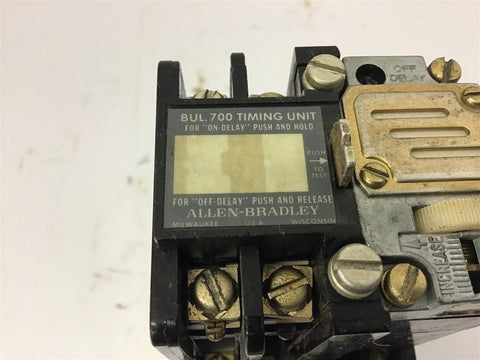 BUL. 700 TIMING UNIT
FOR "ON-DELAY" PUSH AND HOLD
PUSH
→
TO
TEST
FOR "OFF-DELAY" PUSH AND RELEASE
ALLEN-BRADLEY
MILWAUKEE U.S.A. WISCONSIN
OFF
DELAY
INCREASE